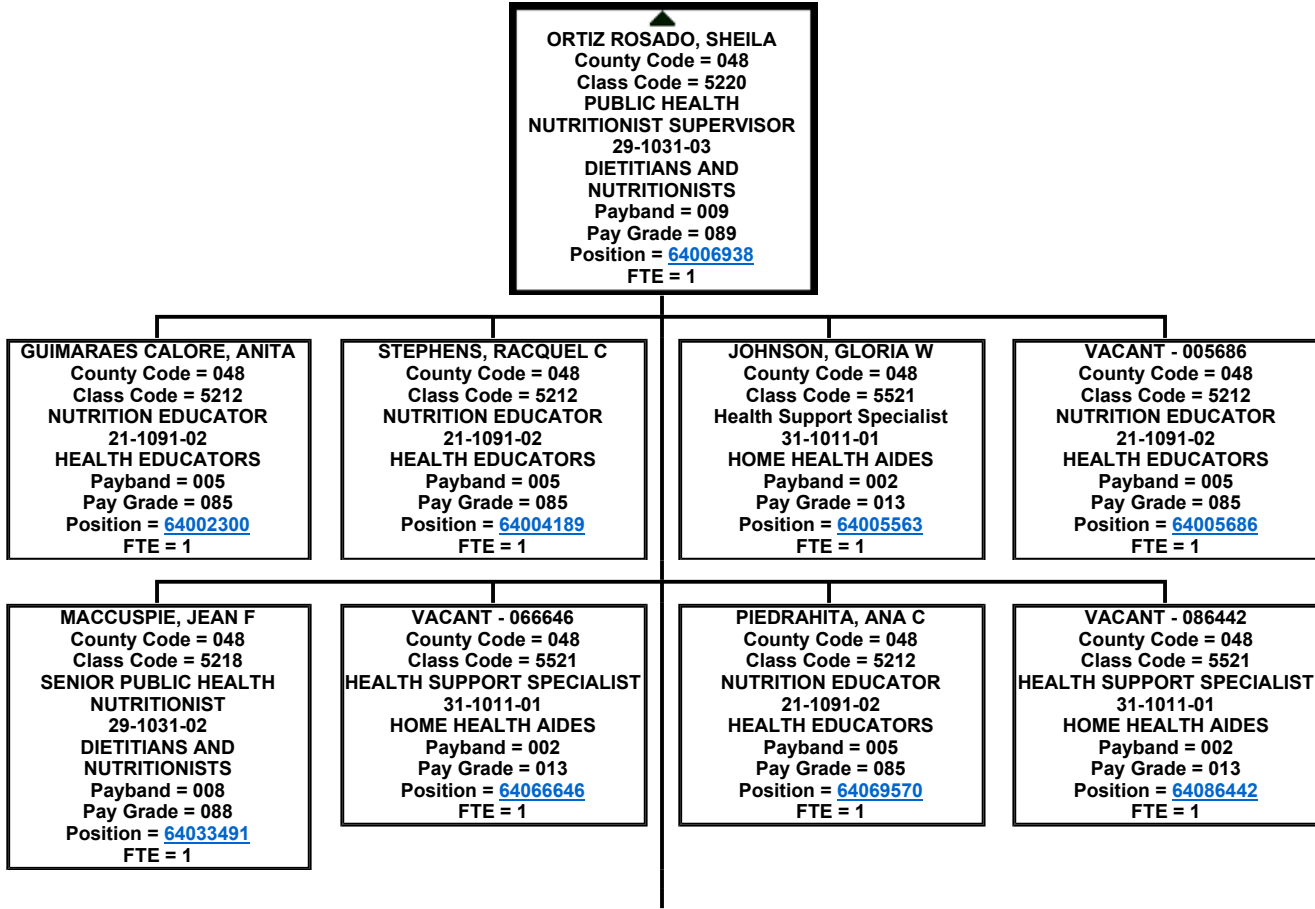 ORTIZ ROSADO, SHEILA
County Code = 048
Class Code = 5220
PUBLIC HEALTH
NUTRITIONIST SUPERVISOR
29-1031-03
DIETITIANS AND
NUTRITIONISTS
Payband = 009
Pay Grade = 089
Position = 64006938
FTE = 1
GUIMARAES CALORE, ANITA
County Code = 048
Class Code = 5212
NUTRITION EDUCATOR
21-1091-02
HEALTH EDUCATORS
Payband = 005
Pay Grade = 085
Position = 64002300
FTE = 1
STEPHENS, RACQUEL C
County Code = 048
Class Code = 5212
NUTRITION EDUCATOR
21-1091-02
HEALTH EDUCATORS
Payband = 005
Pay Grade = 085
Position = 64004189
FTE = 1
JOHNSON, GLORIA W
County Code = 048
Class Code = 5521
Health Support Specialist
31-1011-01
HOME HEALTH AIDES
Payband = 002
Pay Grade = 013
Position = 64005563
FTE = 1
VACANT - 005686
County Code = 048
Class Code = 5212
NUTRITION EDUCATOR
21-1091-02
HEALTH EDUCATORS
Payband = 005
Pay Grade = 085
Position = 64005686
FTE = 1
MACCUSPIE, JEAN F
County Code = 048
Class Code = 5218
SENIOR PUBLIC HEALTH
NUTRITIONIST
29-1031-02
DIETITIANS AND
NUTRITIONISTS
Payband = 008
Pay Grade = 088
Position = 64033491
FTE = 1
VACANT - 066646
County Code = 048
Class Code = 5521
HEALTH SUPPORT SPECIALIST
31-1011-01
HOME HEALTH AIDES
Payband = 002
Pay Grade = 013
Position = 64066646
FTE = 1
PIEDRAHITA, ANA C
County Code = 048
Class Code = 5212
NUTRITION EDUCATOR
21-1091-02
HEALTH EDUCATORS
Payband = 005
Pay Grade = 085
Position = 64069570
FTE = 1
VACANT - 086442
County Code = 048
Class Code = 5521
HEALTH SUPPORT SPECIALIST
31-1011-01
HOME HEALTH AIDES
Payband = 002
Pay Grade = 013
Position = 64086442
FTE = 1